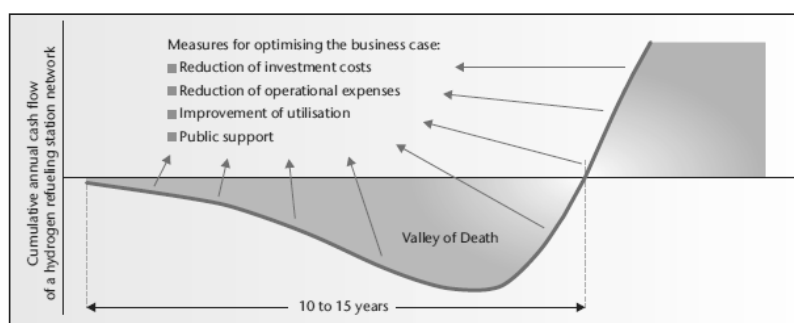 Cumulative annual cash flow
of a hydrogen refueling station network
Measures for optimising the business case:
Reduction of investment costs
Reduction of operational expenses
Improvement of utilisation
Public support
Valley of Death
10 to 15 years